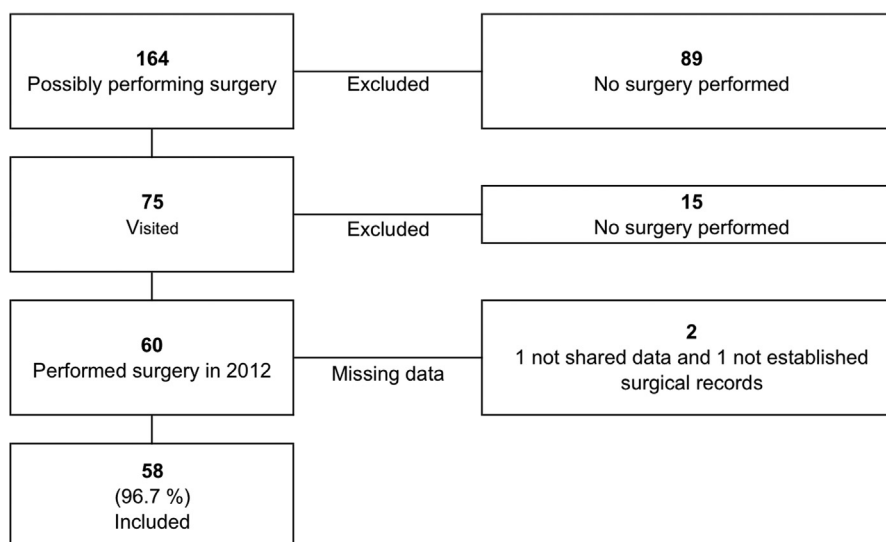 164
Possibly performing surgery
Excluded
89
No surgery performed
75
Visited
Excluded
15
No surgery performed
60
Performed surgery in 2012
Missing data
2
1 not shared data and 1 not established
surgical records
58
(96.7 %)
Included